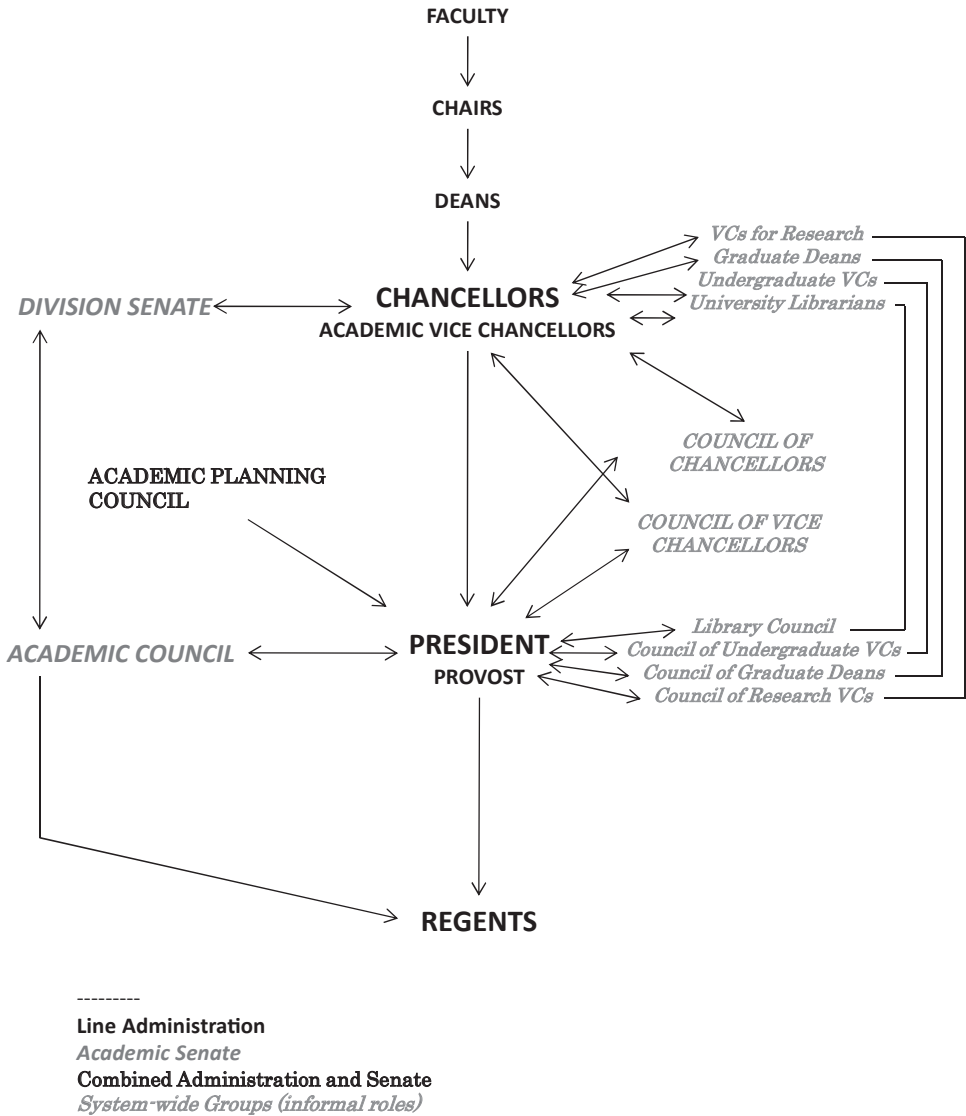 FACULTY
CHAIRS
DEANS
VCs for Research
Graduate Deans
Undergraduate VCs
University Librarians
DIVISION SENATE
CHANCELLORS
ACADEMIC VICE CHANCELLORS
COUNCIL OF
CHANCELLORS
ACADEMIC PLANNING
COUNCIL
COUNCIL OF VICE
CHANCELLORS
ACADEMIC COUNCIL
PRESIDENT
PROVOST
Library Council
Council of Undergraduate VCs
Council of Graduate Deans
Council of Research VCs
REGENTS
---------
Line Administration
Academic Senate
Combined Administration and Senate
System-wide Groups (informal roles)